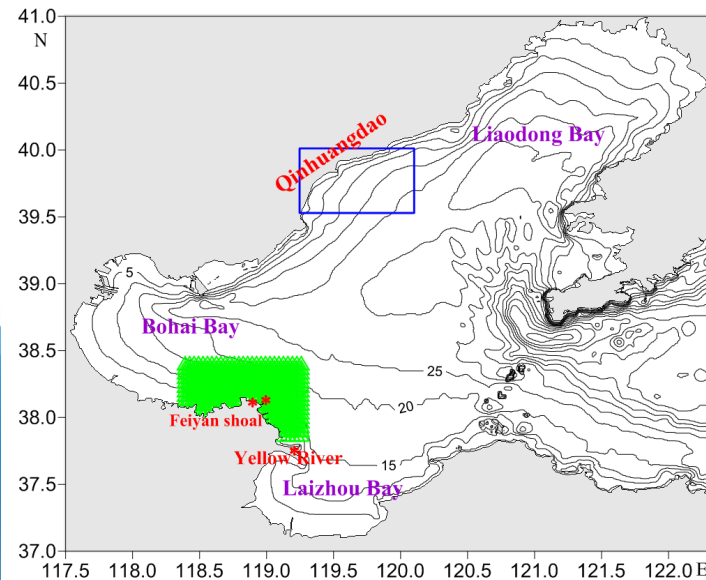 41.0
N
40.5
40.0
39.5
39.0
38.5
38.0
37.5
37.0
Qinhuangdao
Liaodong Bay
5
Bohai Bay
25
20
Feiyan shoal
Yellow River
15
Laizhou Bay
117.5 118.0 118.5 119.0 119.5 120.0 120.5 121.0 121.5 122.0 E